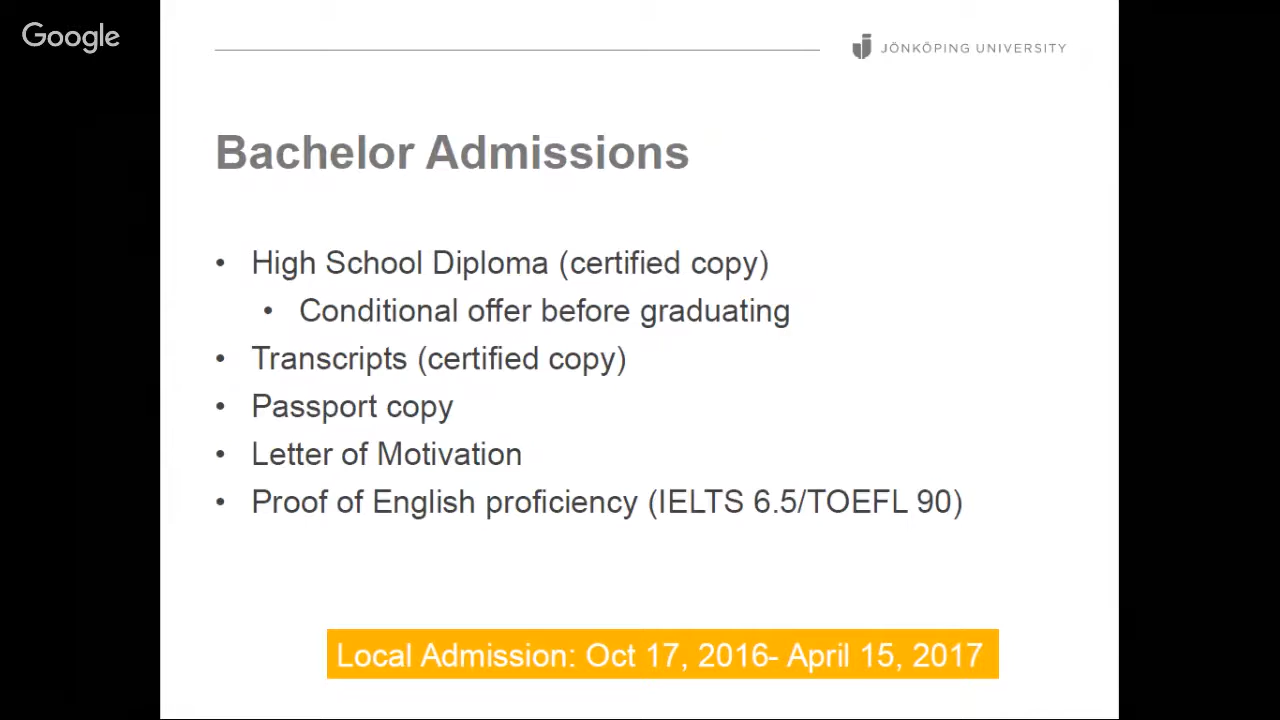 Google
JÖNKÖPING UNIVERSITY
Bachelor Admissions
• High School Diploma (certified copy)
• Conditional offer before graduating
• Transcripts (certified copy)
• Passport copy
• Letter of Motivation
• Proof of English proficiency (IELTS 6.5/TOEFL 90)
Local Admission: Oct 17, 2016- April 15, 2017